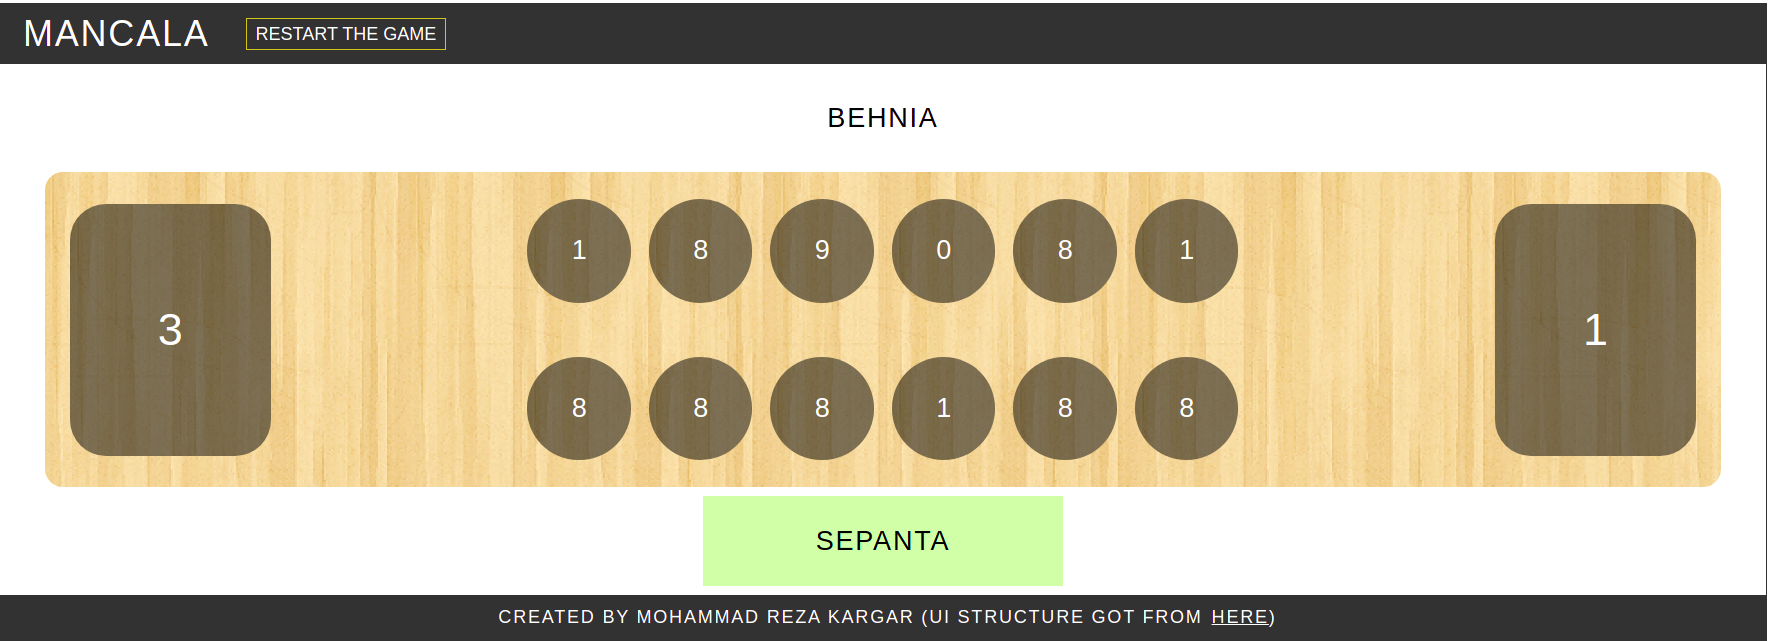 MANCALA RESTART THE GAME
BEHNIA
1 8 9 0 8 1
3 1
8 8 8 1 8 8
SEPANTA
CREATED BY MOHAMMAD REZA KARGAR (UI STRUCTURE GOT FROM HERE)